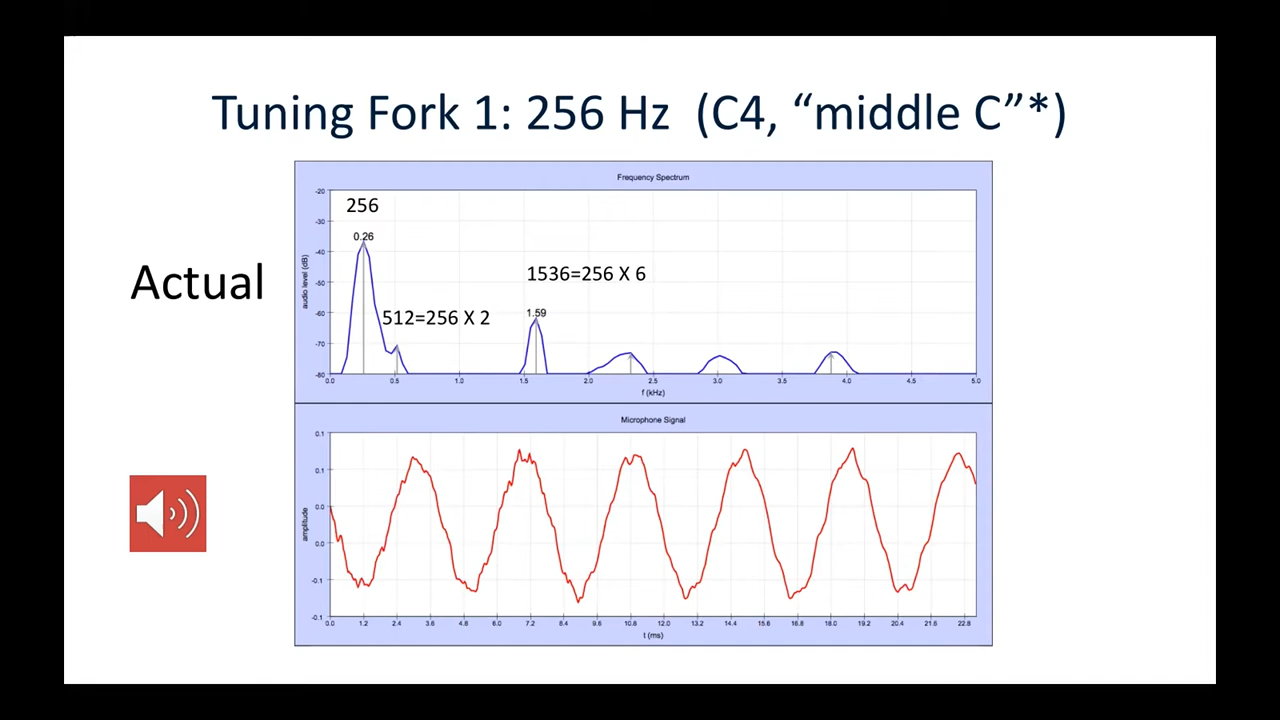 Tuning Fork 1: 256 Hz (C4, “middle C”*)
Frequency Spectrum
256
0.26
512=256 X 2
1536=256 X 6
1.59
Actual
audio level (dB)
-20
-30
-40
-50
-60
-70
-80
0.0 0.5 1.0 1.5 2.0 2.5 3.0 3.5 4.0 4.5 5.0
f (kHz)
Microphone Signal
amplitude
0.1
0.1
0.0
0.0
-0.1
-0.1
0.0 1.2 2.4 3.6 4.8 6.0 7.2 8.4 9.6 10.8 12.0 13.2 14.4 15.6 16.8 18.0 19.2 20.4 21.6 22.8
t (ms)